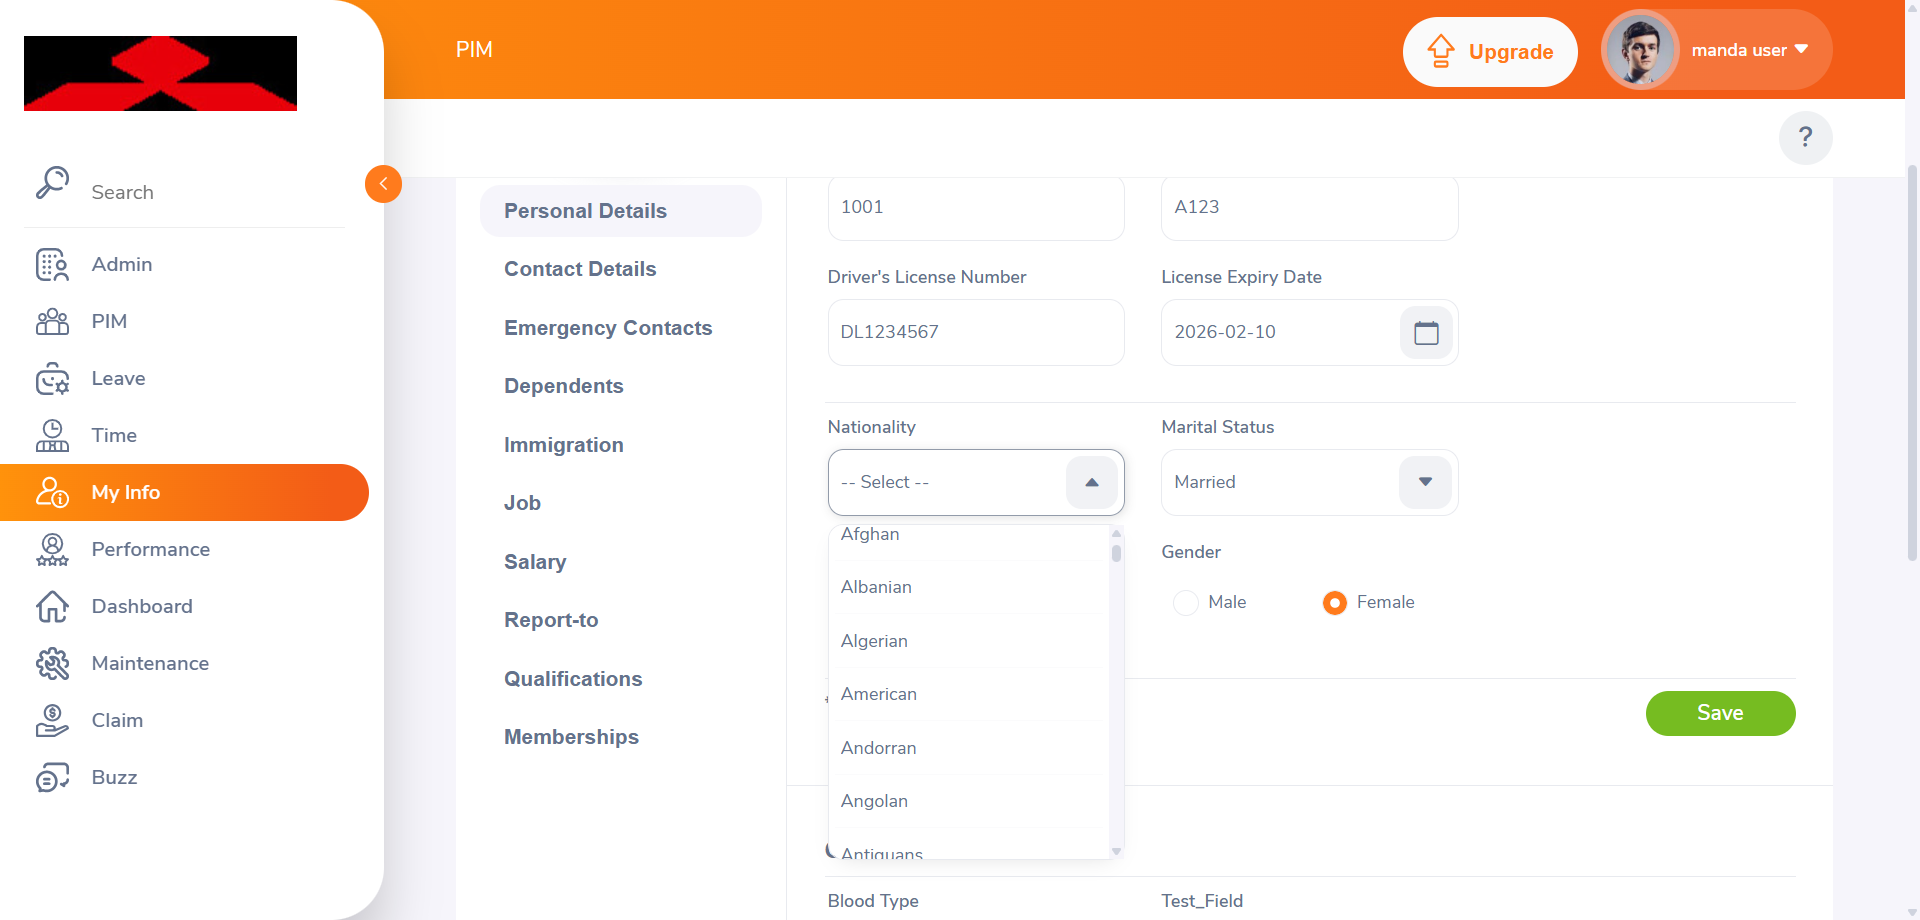 PIM
Upgrade
manda user
?
Search
Admin
PIM
Leave
Time
My Info
Performance
Dashboard
Maintenance
Claim
Buzz
Personal Details
Contact Details
Emergency Contacts
Dependents
Immigration
Job
Salary
Report-to
Qualifications
Memberships
1001
A123
Driver's License Number
License Expiry Date
DL1234567
2026-02-10
Nationality
Marital Status
-- Select --
Married
Afghan
Albanian
Algerian
American
Andorran
Angolan
Antiguans
Gender
Male
Female
Save
Blood Type
Test_Field